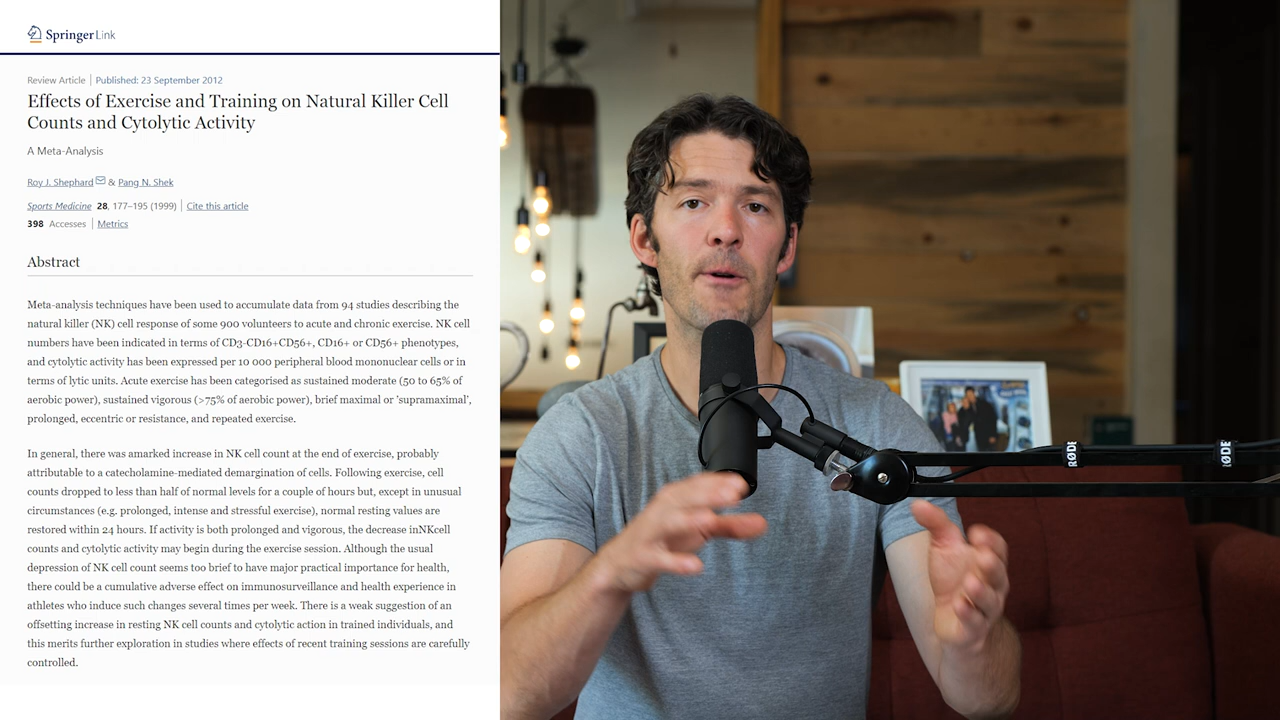 Springer Link
Review Article | Published: 23 September 2012
Effects of Exercise and Training on Natural Killer Cell
Counts and Cytolytic Activity
A Meta-Analysis
Roy J. Shephard & Pang N. Shek
Sports Medicine 28, 177–195 (1999) | Cite this article
398 Accesses | Metrics
Abstract
Meta-analysis techniques have been used to accumulate data from 94 studies describing the
natural killer (NK) cell response of some 900 volunteers to acute and chronic exercise. NK cell
numbers have been indicated in terms of CD3-CD16+CD56+, CD16+ or CD56+ phenotypes,
and cytolytic activity has been expressed per 10 000 peripheral blood mononuclear cells or in
terms of lytic units. Acute exercise has been categorised as sustained moderate (50 to 65% of
aerobic power), sustained vigorous (>75% of aerobic power), brief maximal or 'supramaximal',
prolonged, eccentric or resistance, and repeated exercise.
In general, there was amarked increase in NK cell count at the end of exercise, probably
attributable to a catecholamine-mediated demargination of cells. Following exercise, cell
counts dropped to less than half of normal levels for a couple of hours but, except in unusual
circumstances (e.g. prolonged, intense and stressful exercise), normal resting values are
restored within 24 hours. If activity is both prolonged and vigorous, the decrease inNKcell
counts and cytolytic activity may begin during the exercise session. Although the usual
depression of NK cell count seems too brief to have major practical importance for health,
there could be a cumulative adverse effect on immunosurveillance and health experience in
athletes who induce such changes several times per week. There is a weak suggestion of an
offsetting increase in resting NK cell counts and cytolytic action in trained individuals, and
this merits further exploration in studies where effects of recent training sessions are carefully
controlled.
RØDE
RØDE